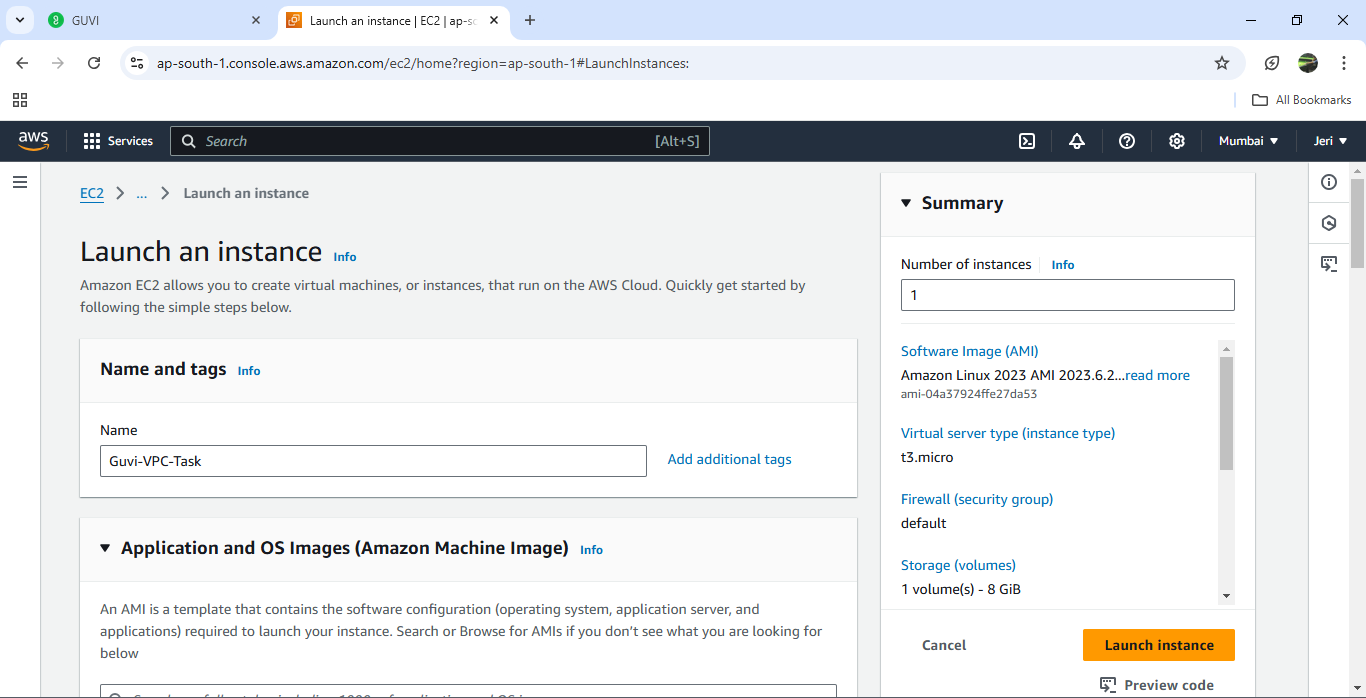 GUVI
Launch an instance | EC2 | ap-so
ap-south-1.console.aws.amazon.com/ec2/home?region=ap-south-1#LaunchInstances:
All Bookmarks
aws
Services
Search
[Alt+S]
Mumbai
Jeri
EC2
...
Launch an instance
Launch an instance Info
Amazon EC2 allows you to create virtual machines, or instances, that run on the AWS Cloud. Quickly get started by
following the simple steps below.
Name and tags Info
Name
Guvi-VPC-Task
Add additional tags
Application and OS Images (Amazon Machine Image) Info
An AMI is a template that contains the software configuration (operating system, application server, and
applications) required to launch your instance. Search or Browse for AMIs if you don't see what you are looking for
below
Summary
Number of instances Info
1
Software Image (AMI)
Amazon Linux 2023 AMI 2023.6.2...read more
ami-04a37924ffe27da53
Virtual server type (instance type)
t3.micro
Firewall (security group)
default
Storage (volumes)
1 volume(s) - 8 GiB
Cancel
Launch instance
Preview code